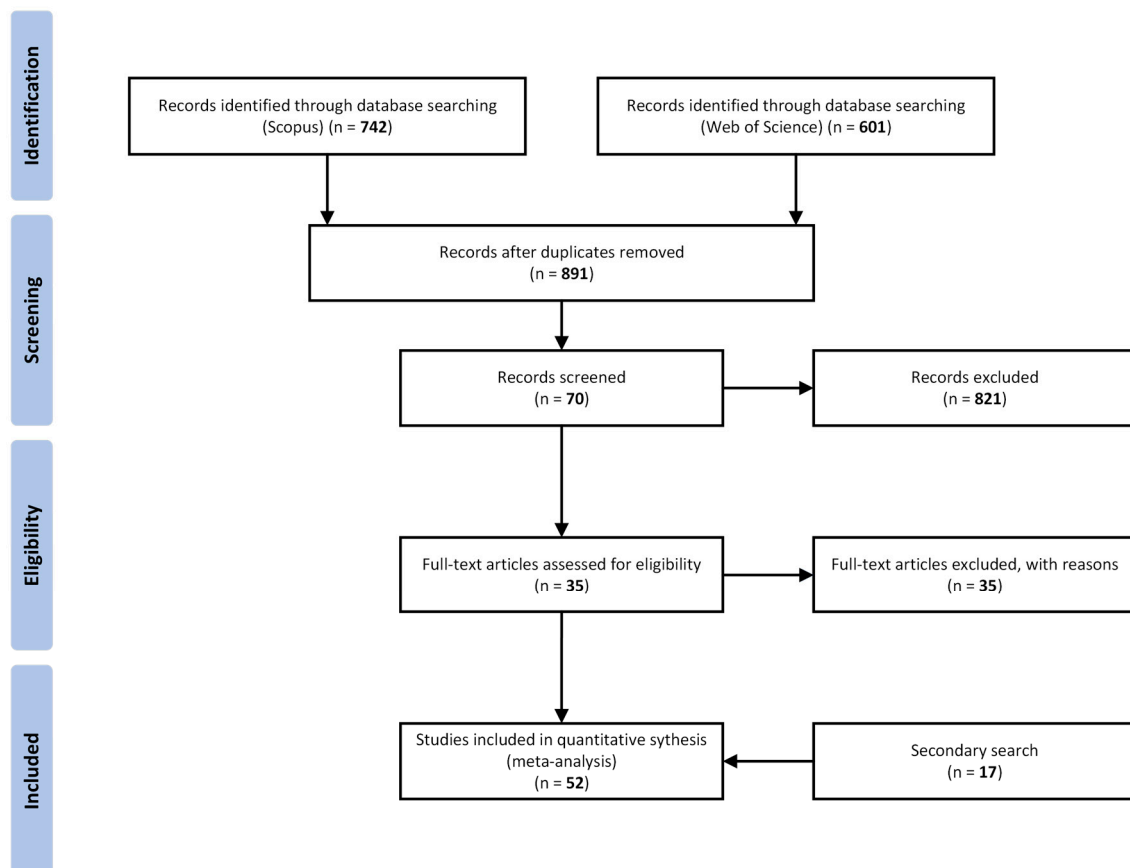 Identification
Records identified through database searching
(Scopus) (n = 742)
Records identified through database searching
(Web of Science) (n = 601)
Screening
Records after duplicates removed
(n = 891)
Records screened
(n = 70)
Records excluded
(n = 821)
Eligibility
Full-text articles assessed for eligibility
(n = 35)
Full-text articles excluded, with reasons
(n = 35)
Included
Studies included in quantitative sythesis
(meta-analysis)
(n = 52)
Secondary search
(n = 17)